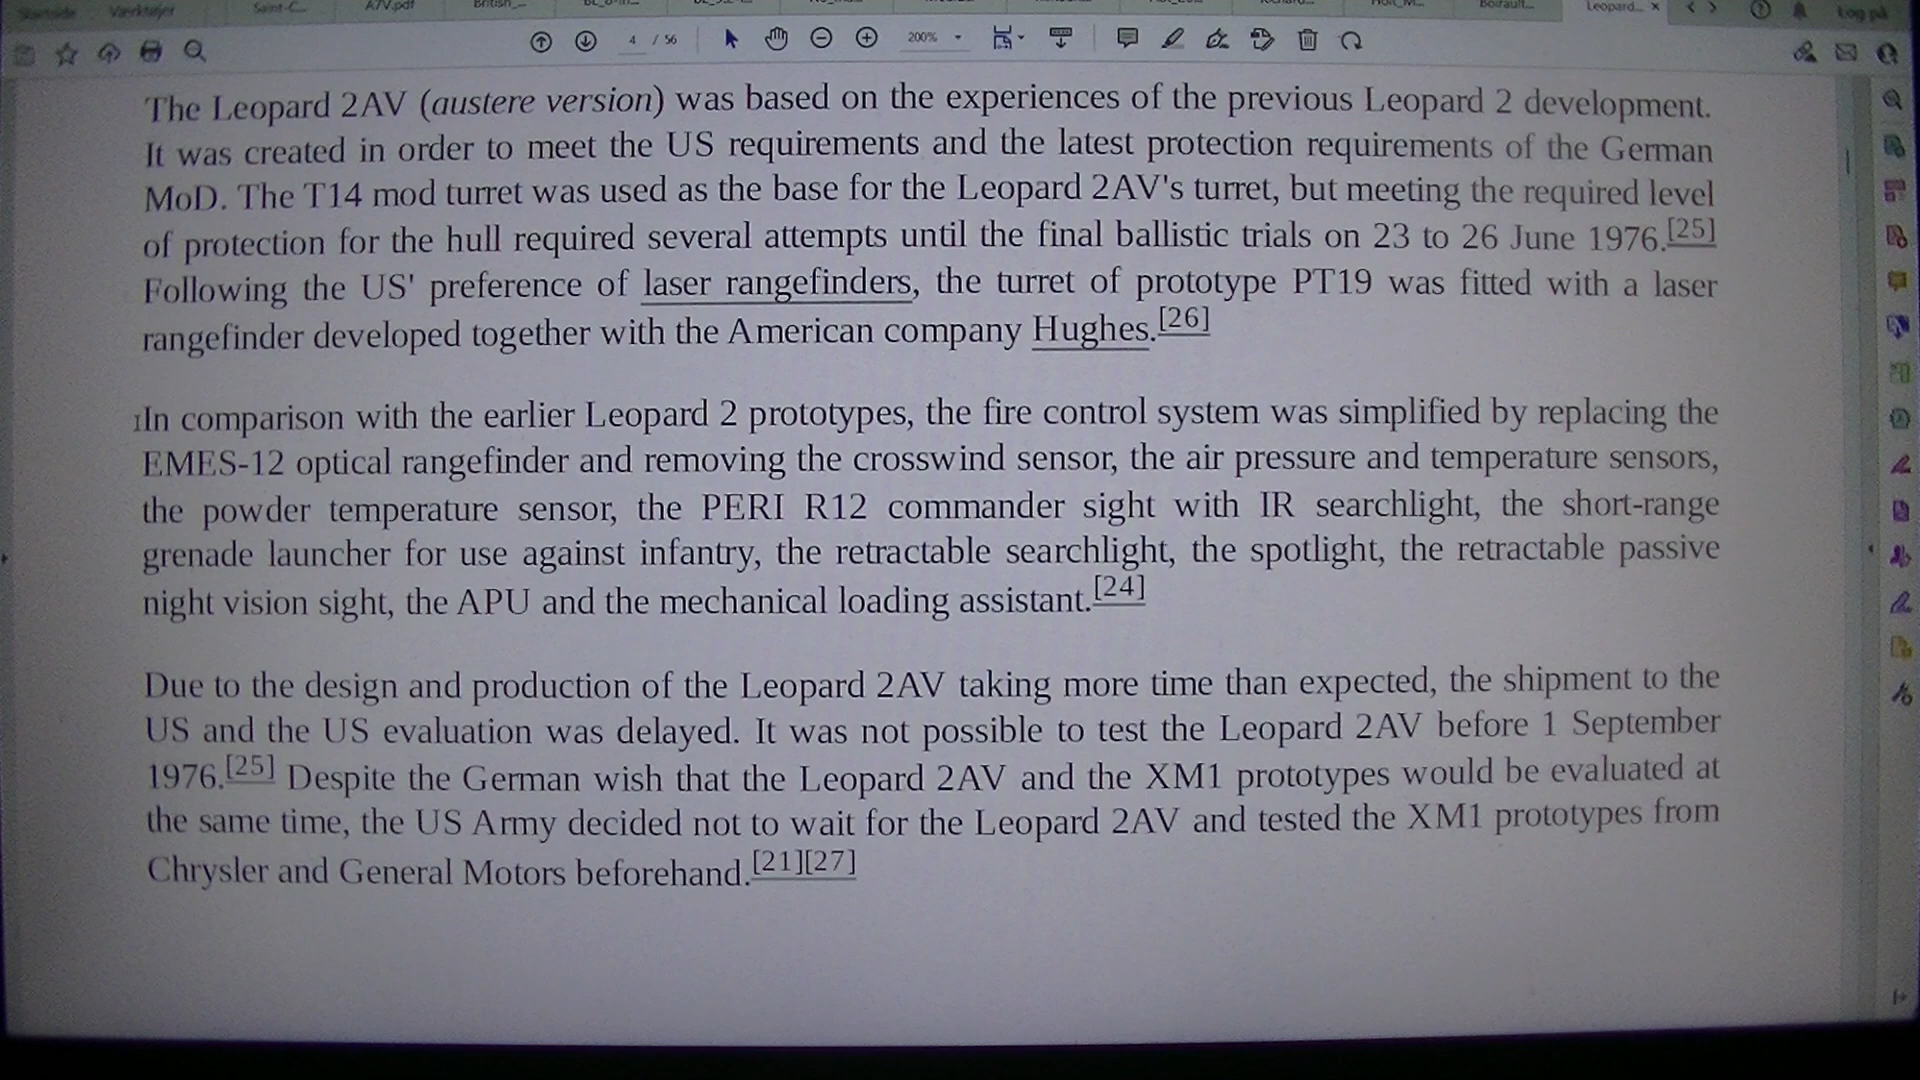 Startside Værktøjer Saint-C... A7V.pdf British_... Leopard... × Log på
4 / 56 200%
The Leopard 2AV (austere version) was based on the experiences of the previous Leopard 2 development.
It was created in order to meet the US requirements and the latest protection requirements of the German
MoD. The T14 mod turret was used as the base for the Leopard 2AV's turret, but meeting the required level
of protection for the hull required several attempts until the final ballistic trials on 23 to 26 June 1976.[25]
Following the US' preference of laser rangefinders, the turret of prototype PT19 was fitted with a laser
rangefinder developed together with the American company Hughes.[26]
In comparison with the earlier Leopard 2 prototypes, the fire control system was simplified by replacing the
EMES-12 optical rangefinder and removing the crosswind sensor, the air pressure and temperature sensors,
the powder temperature sensor, the PERI R12 commander sight with IR searchlight, the short-range
grenade launcher for use against infantry, the retractable searchlight, the spotlight, the retractable passive
night vision sight, the APU and the mechanical loading assistant.[24]
Due to the design and production of the Leopard 2AV taking more time than expected, the shipment to the
US and the US evaluation was delayed. It was not possible to test the Leopard 2AV before 1 September
1976.[25] Despite the German wish that the Leopard 2AV and the XM1 prototypes would be evaluated at
the same time, the US Army decided not to wait for the Leopard 2AV and tested the XM1 prototypes from
Chrysler and General Motors beforehand.[21][27]